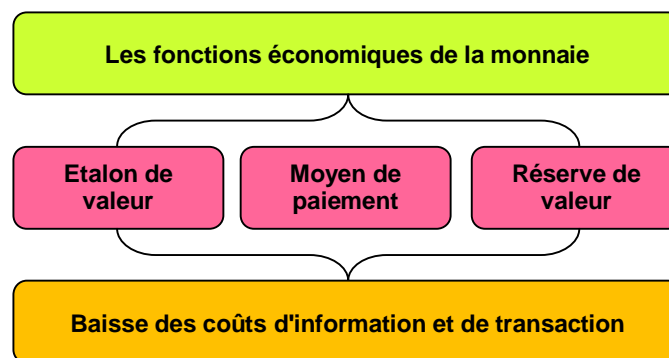 Les fonctions économiques de la monnaie
Etalon de
valeur
Moyen de
paiement
Réserve de
valeur
Baisse des coûts d'information et de transaction